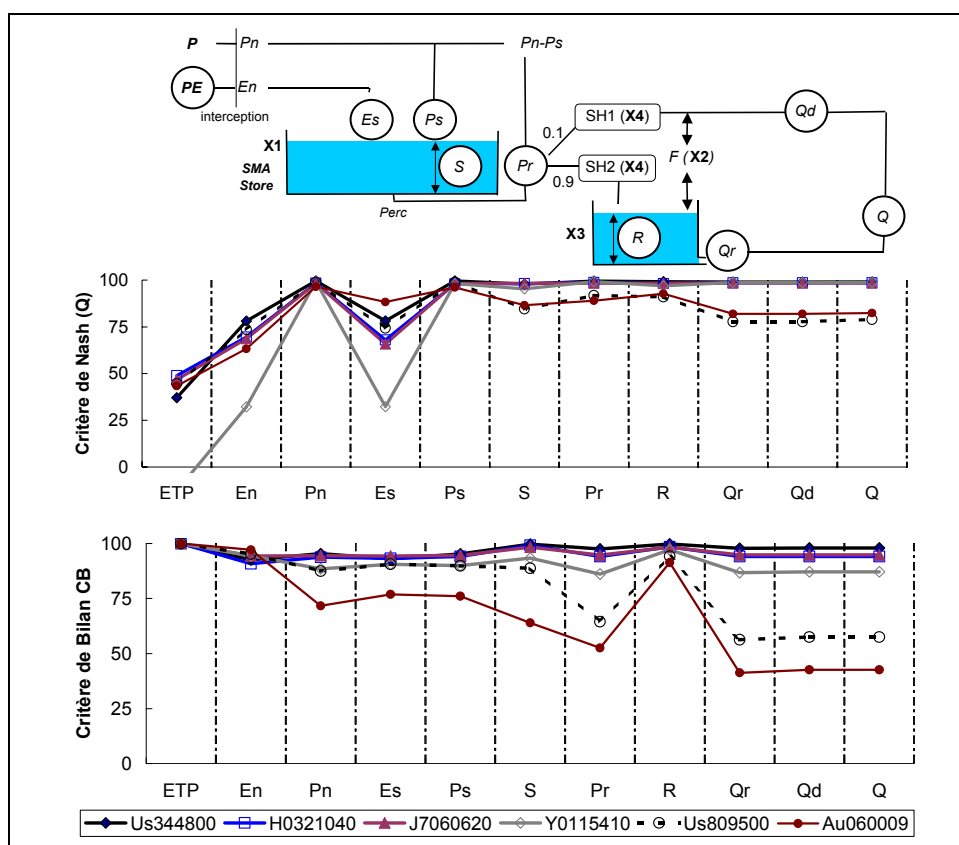 P Pn Pn-Ps
PE En
interception
Es Ps
SH1 (X4) Qd
X1
0.1
SMA
Store
S Pr
F (X2)
SH2 (X4)
0.9
Perc
Q
X3 R Qr
Critère de Nash (Q)
100
75
50
25
0
ETP En Pn Es Ps S Pr R Qr Qd Q
Critère de Bilan CB
100
75
50
25
0
ETP En Pn Es Ps S Pr R Qr Qd Q
Us344800 H0321040 J7060620 Y0115410 Us809500 Au060009